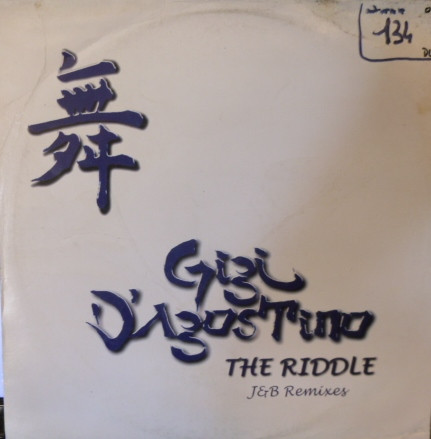 134
舞
Gigi
D'Agostino
THE RIDDLE
J&B Remixes